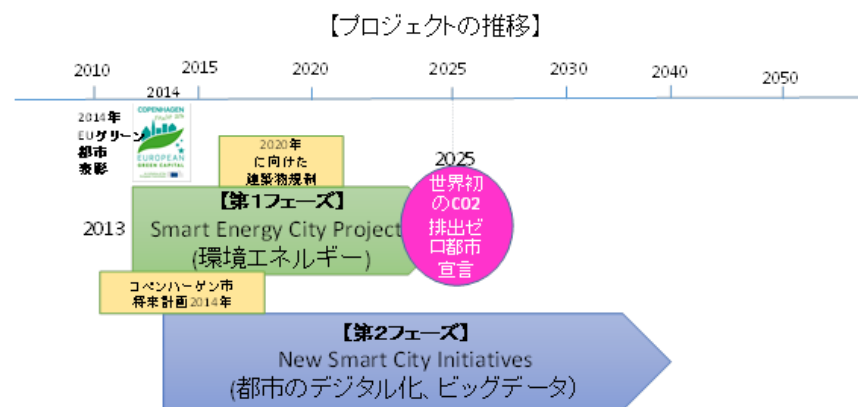 【プロジェクトの推移】
2010
2015
2020
2025
2030
2040
2050
2014
2014年
EUグリーン
都市
表彰
COPENHAGEN
EUROPEAN
GREEN CAPITAL
2020年
に向けた
建築物規制
2025
世界初
のCO2
排出ゼ
ロ都市
宣言
2013
【第1フェーズ】
Smart Energy City Project
(環境エネルギー)
コペンハーゲン市
将来計画2014年
【第2フェーズ】
New Smart City Initiatives
(都市のデジタル化、ビッグデータ)